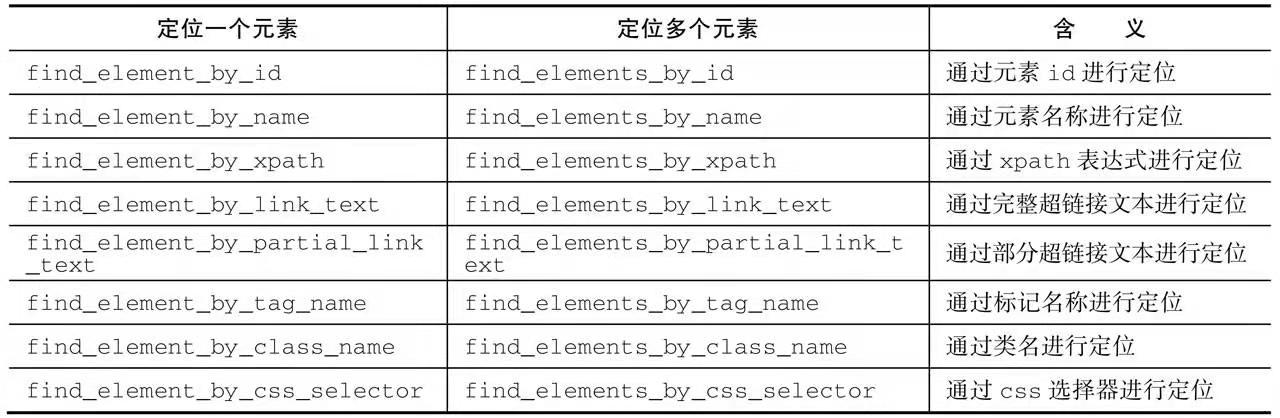 定位一个元素 定位多个元素 含 义
find_element_by_id find_elements_by_id 通过元素 id 进行定位
find_element_by_name find_elements_by_name 通过元素名称进行定位
find_element_by_xpath find_elements_by_xpath 通过 xpath 表达式进行定位
find_element_by_link_text find_elements_by_link_text 通过完整超链接文本进行定位
find_element_by_partial_link find_elements_by_partial_link_t 通过部分超链接文本进行定位
_text ext
find_element_by_tag_name find_elements_by_tag_name 通过标记名称进行定位
find_element_by_class_name find_elements_by_class_name 通过类名进行定位
find_element_by_css_selector find_elements_by_css_selector 通过 css 选择器进行定位